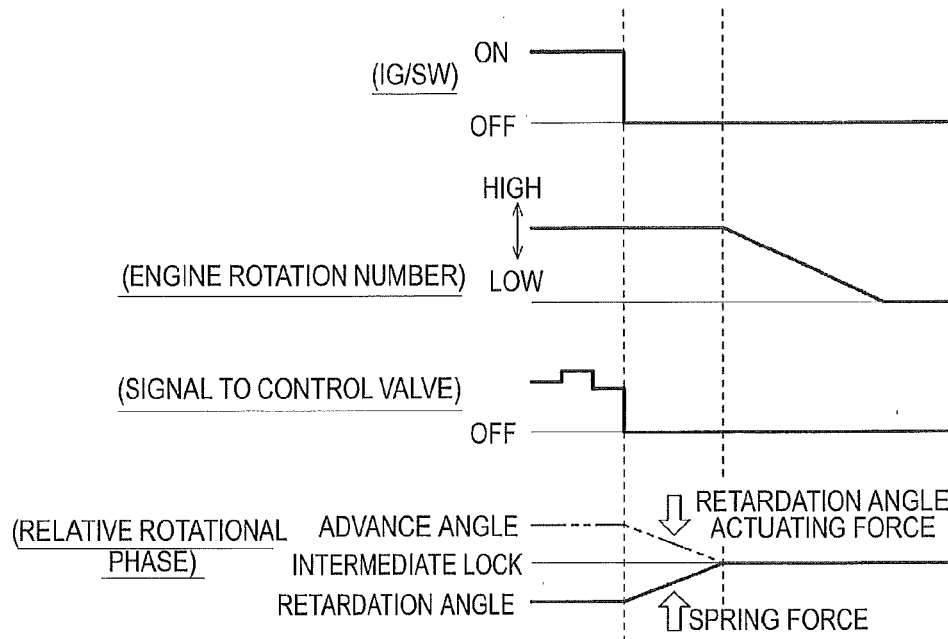 ON
(IG/SW)
OFF
HIGH
(ENGINE ROTATION NUMBER)
LOW
(SIGNAL TO CONTROL VALVE)
OFF
(RELATIVE ROTATIONAL
PHASE)
ADVANCE ANGLE
INTERMEDIATE LOCK
RETARDATION ANGLE
RETARDATION ANGLE
ACTUATING FORCE
SPRING FORCE